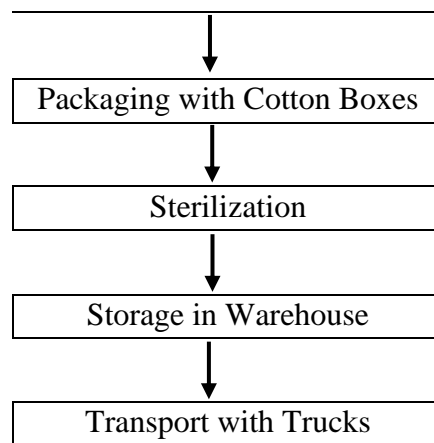 Packaging with Cotton Boxes
Sterilization
Storage in Warehouse
Transport with Trucks